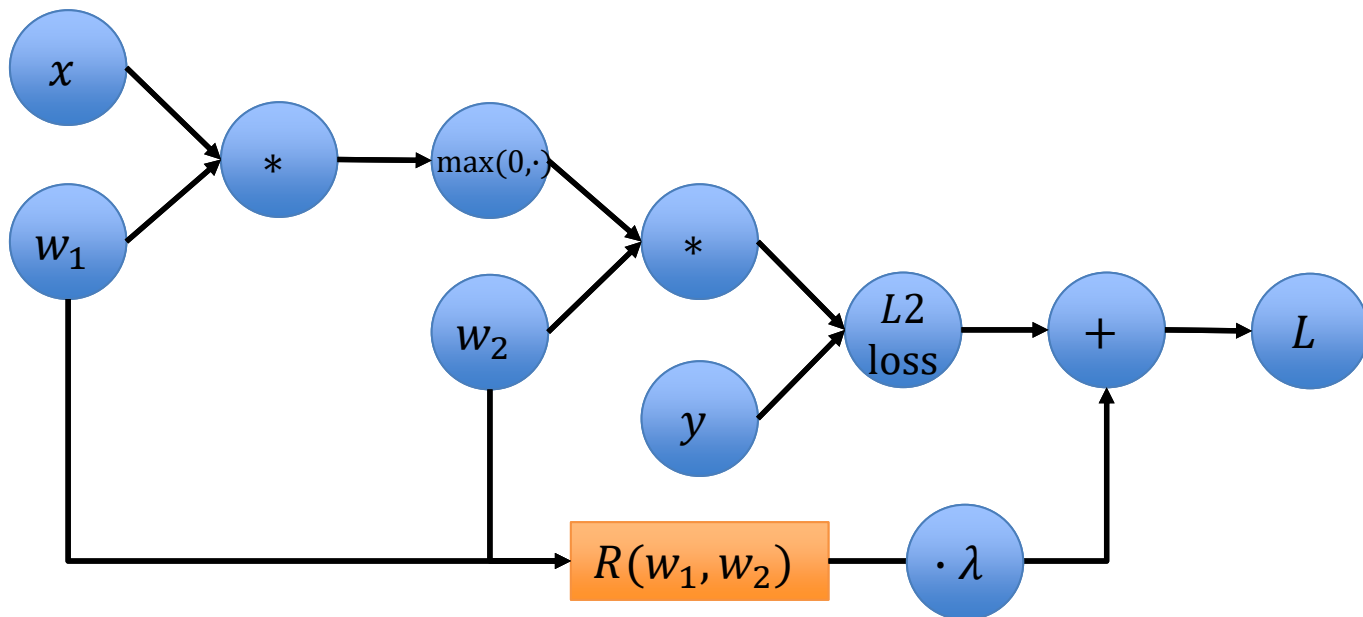 x
*
max(0,·)
w₁
*
w₂
L2
loss
+
L
y
R(w₁, w₂)
· λ